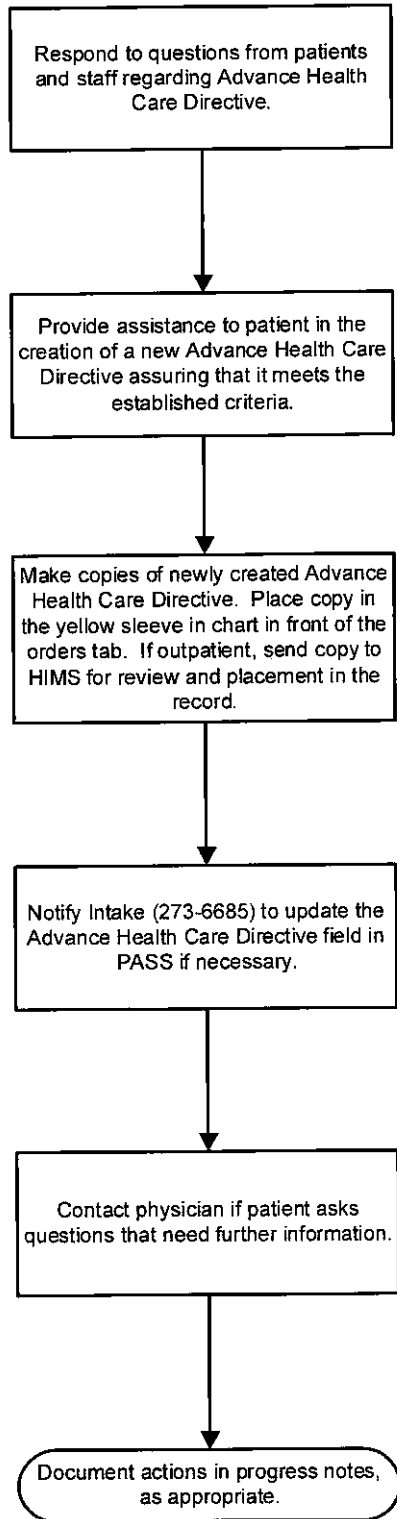 Respond to questions from patients
and staff regarding Advance Health
Care Directive.
Provide assistance to patient in the
creation of a new Advance Health Care
Directive assuring that it meets the
established criteria.
Make copies of newly created Advance
Health Care Directive. Place copy in
the yellow sleeve in chart in front of the
orders tab. If outpatient, send copy to
HIMS for review and placement in the
record.
Notify Intake (273-6685) to update the
Advance Health Care Directive field in
PASS if necessary.
Contact physician if patient asks
questions that need further information.
Document actions in progress notes,
as appropriate.